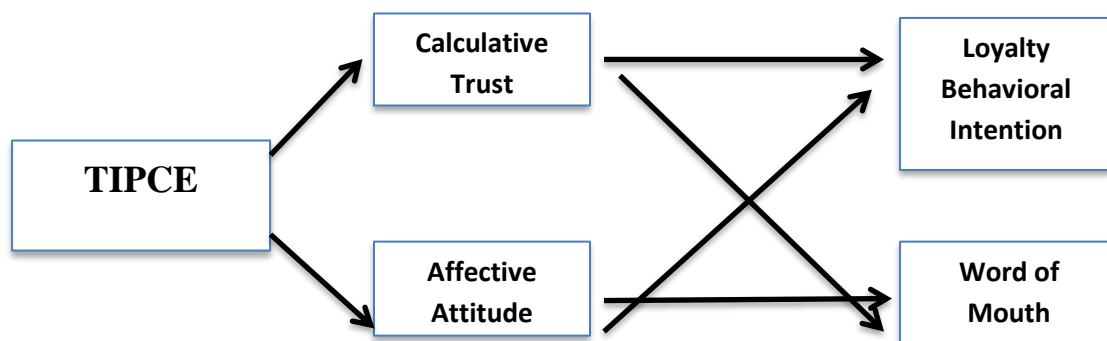 TIPCE
Calculative
Trust
Affective
Attitude
Loyalty
Behavioral
Intention
Word of
Mouth